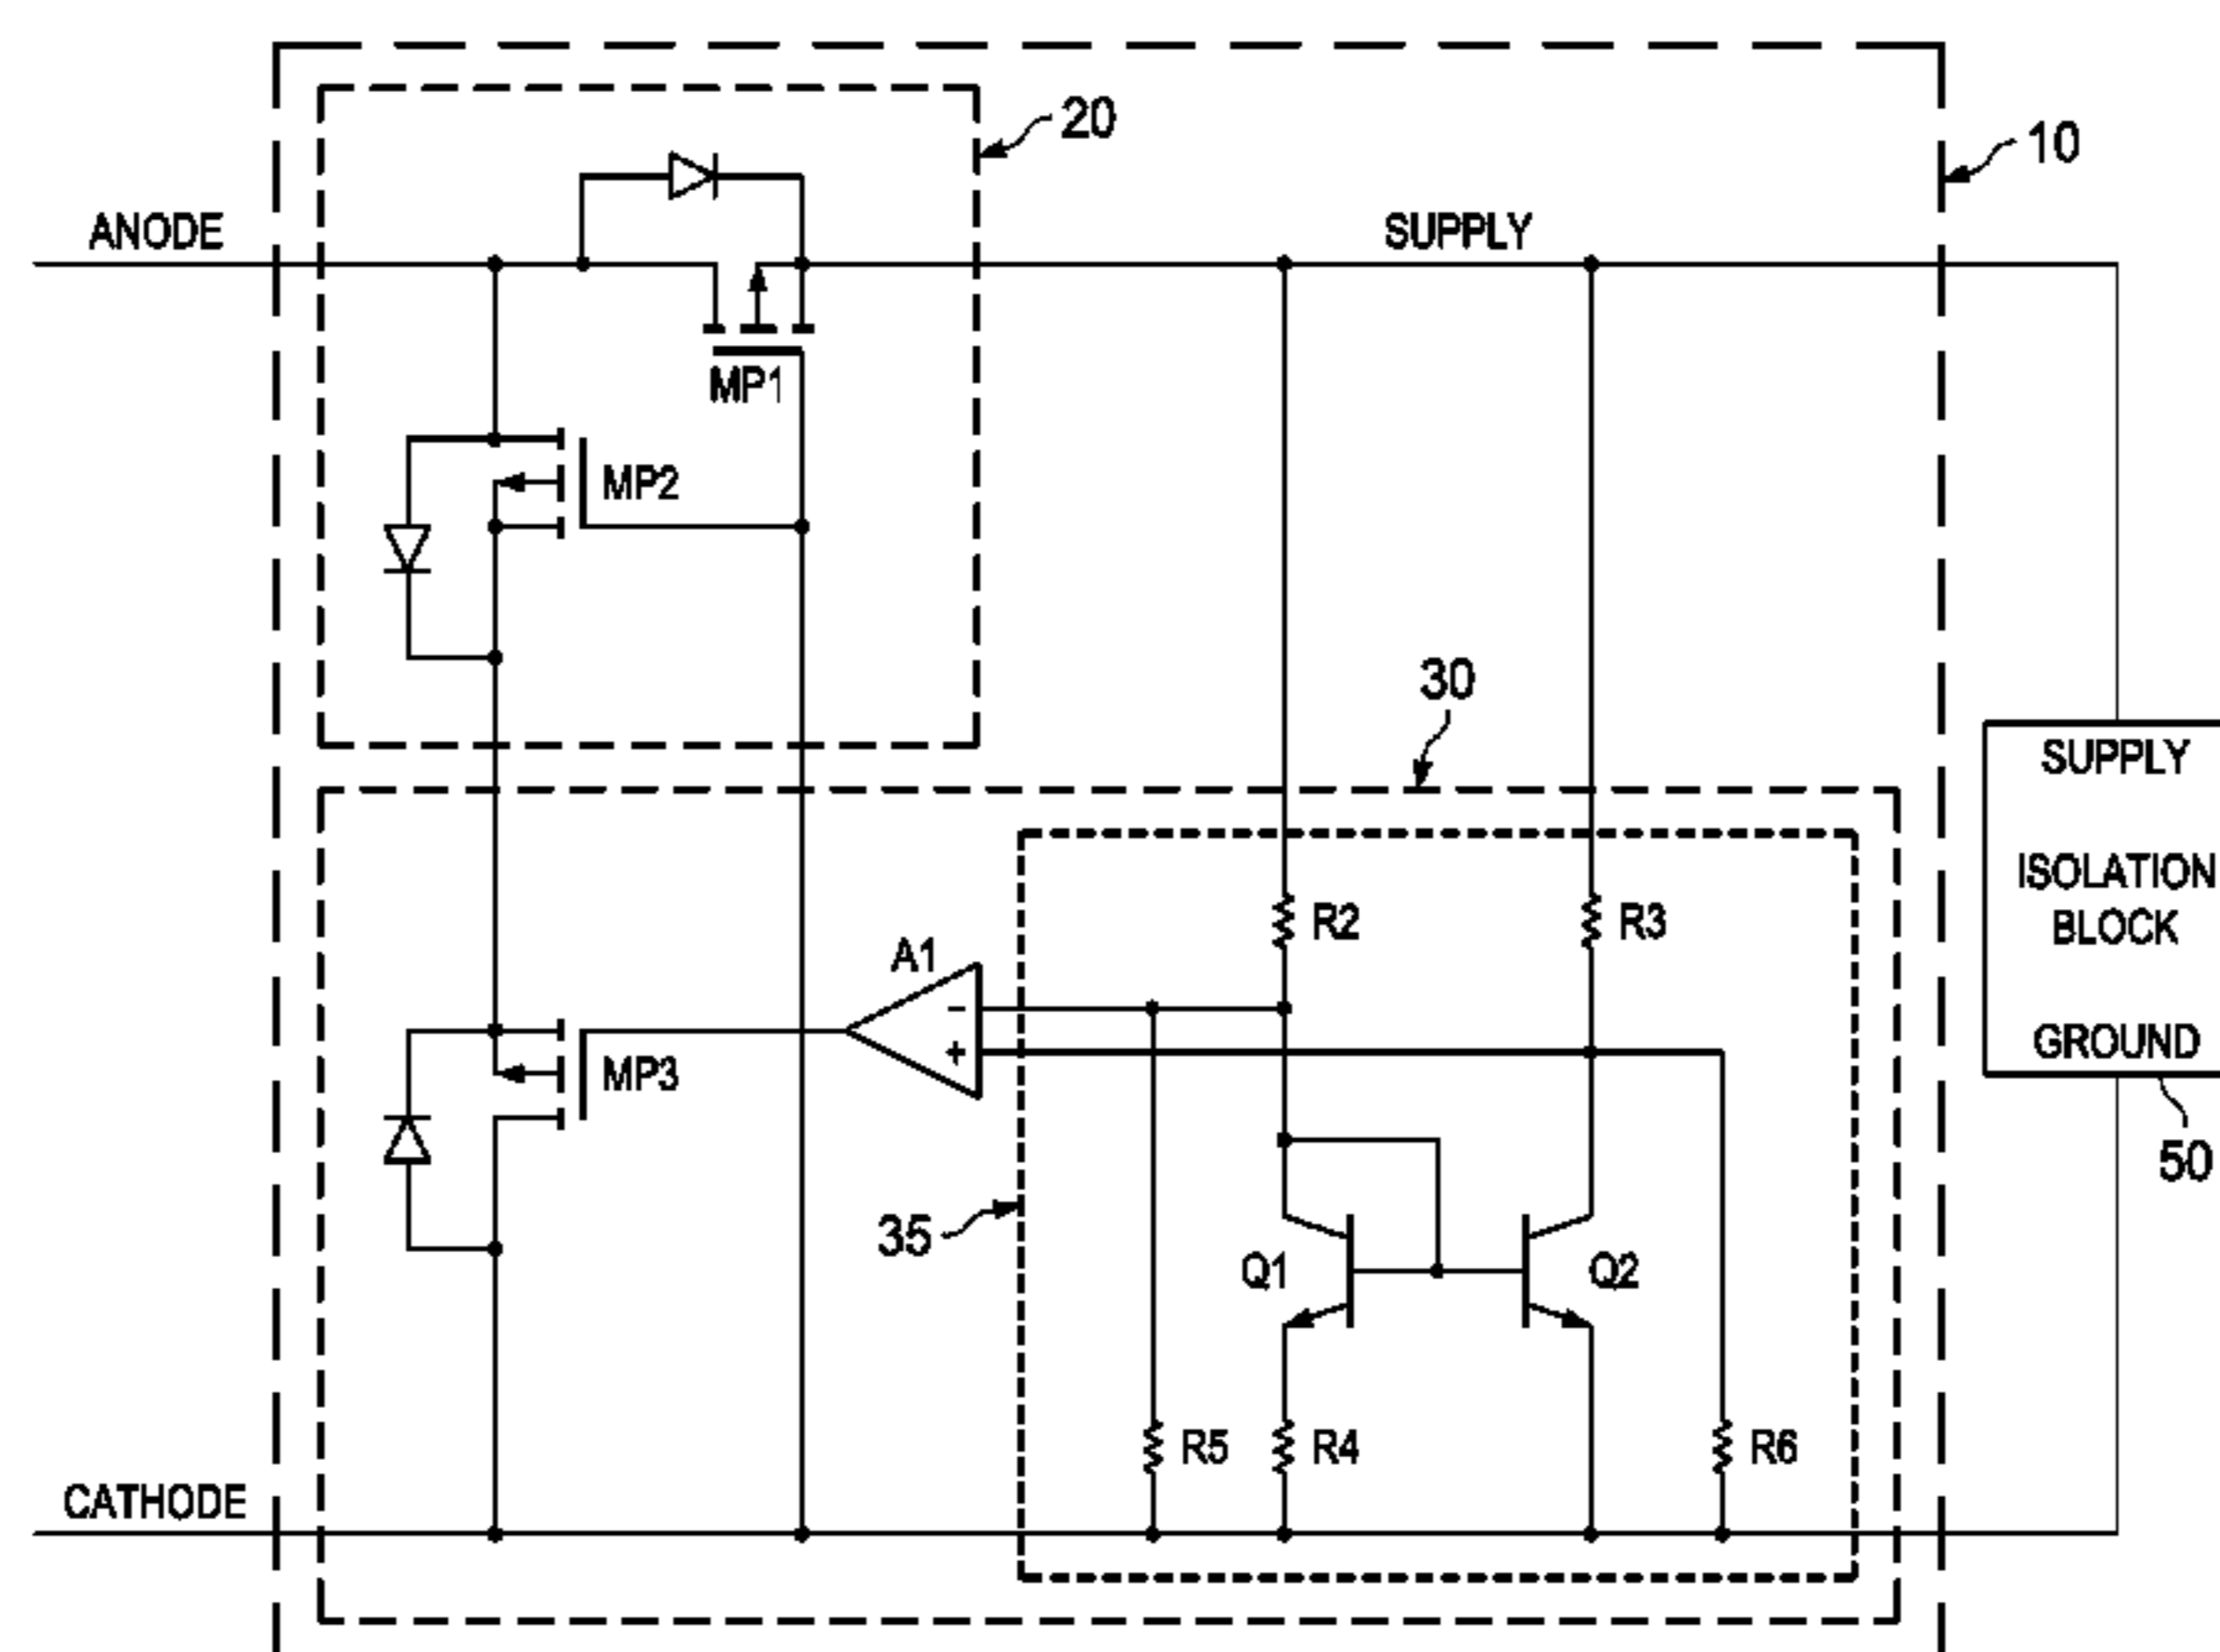 20
10
ANODE
SUPPLY
MP1
MP2
30
SUPPLY
ISOLATION
BLOCK
GROUND
50
R2
R3
A1
-
+
MP3
35
Q1
Q2
R5
R4
R6
CATHODE